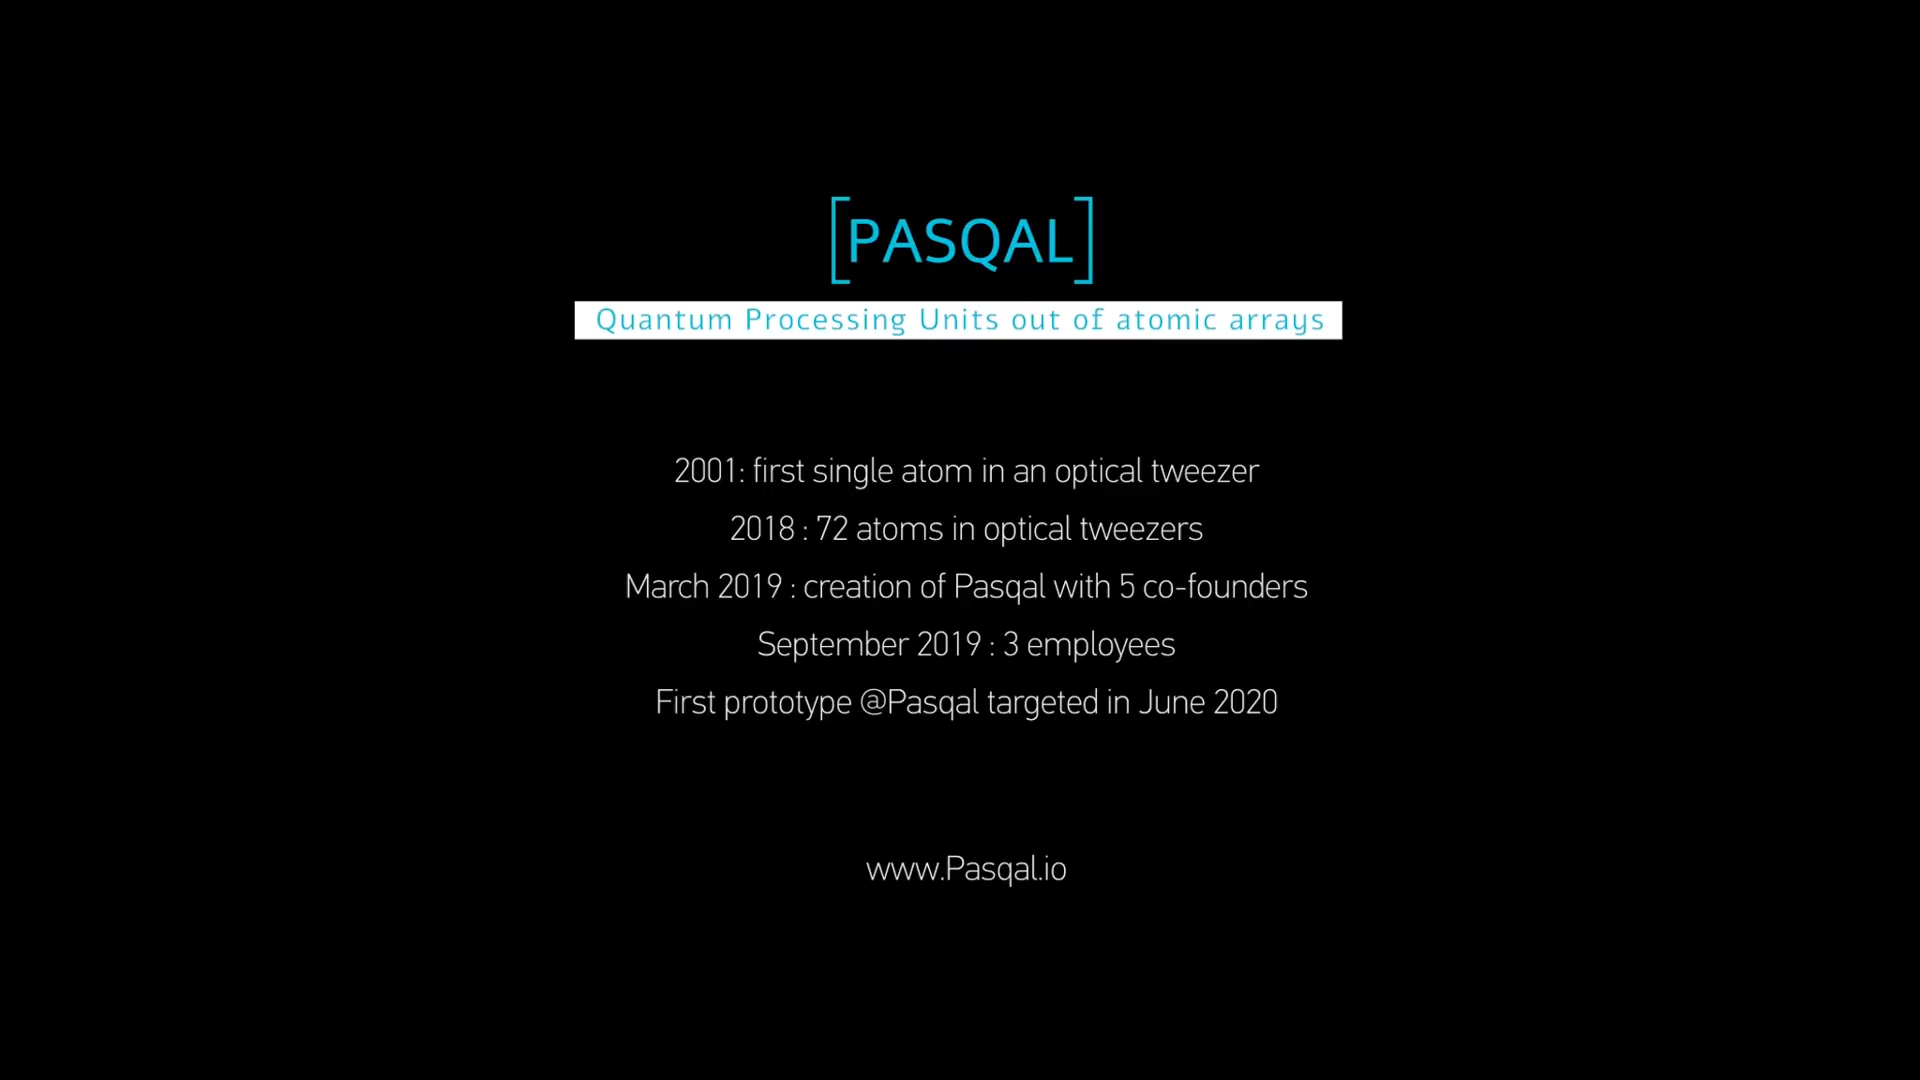 [PASQAL]
Quantum Processing Units out of atomic arrays
2001: first single atom in an optical tweezer
2018 : 72 atoms in optical tweezers
March 2019 : creation of Pasqal with 5 co-founders
September 2019 : 3 employees
First prototype @Pasqal targeted in June 2020
www.Pasqal.io